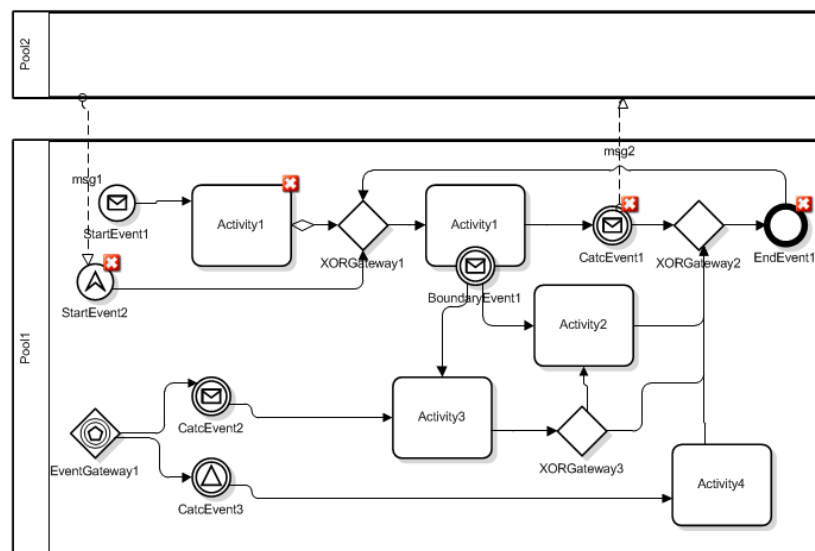 Pool2
msg1
msg2
Pool1
StartEvent1
Activity1
XORGateway1
Activity1
CatcEvent1
XORGateway2
EndEvent1
StartEvent2
BoundaryEvent1
Activity2
CatcEvent2
Activity3
EventGateway1
XORGateway3
Activity4
CatcEvent3